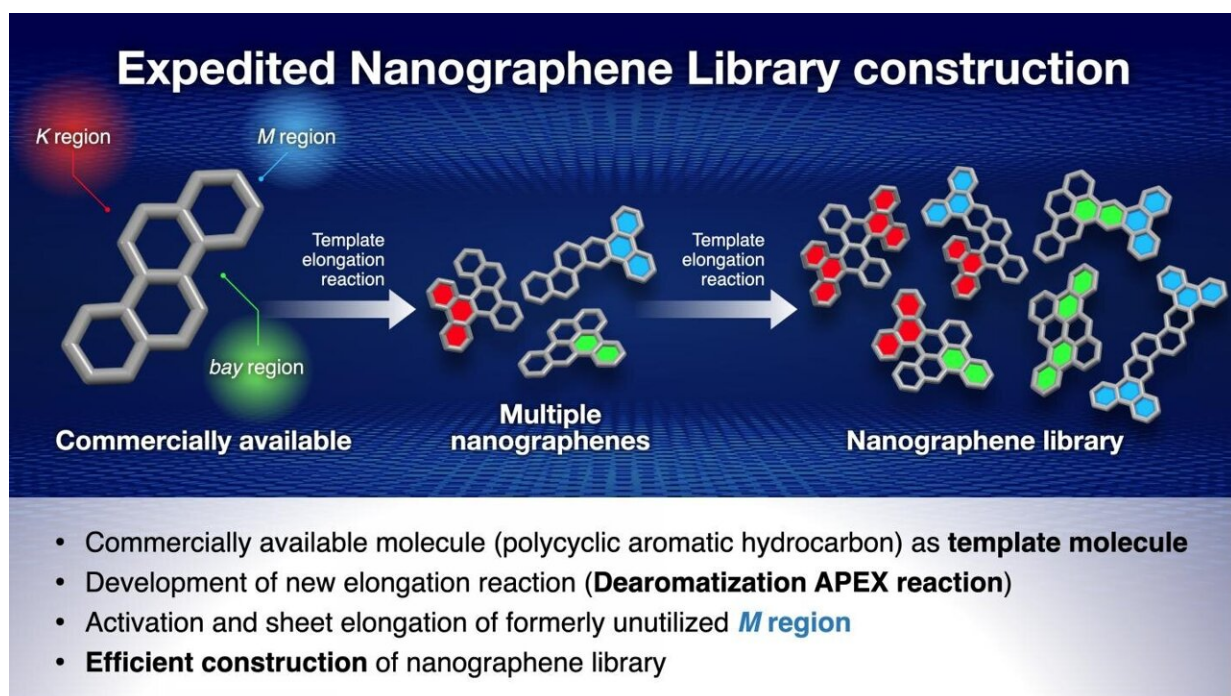 Expedited Nanographene Library construction
K region
M region
Template
elongation
reaction
Template
elongation
reaction
bay region
Commercially available
Multiple
nanographenes
Nanographene library
• Commercially available molecule (polycyclic aromatic hydrocarbon) as template molecule
• Development of new elongation reaction (Dearomatization APEX reaction)
• Activation and sheet elongation of formerly unutilized M region
• Efficient construction of nanographene library